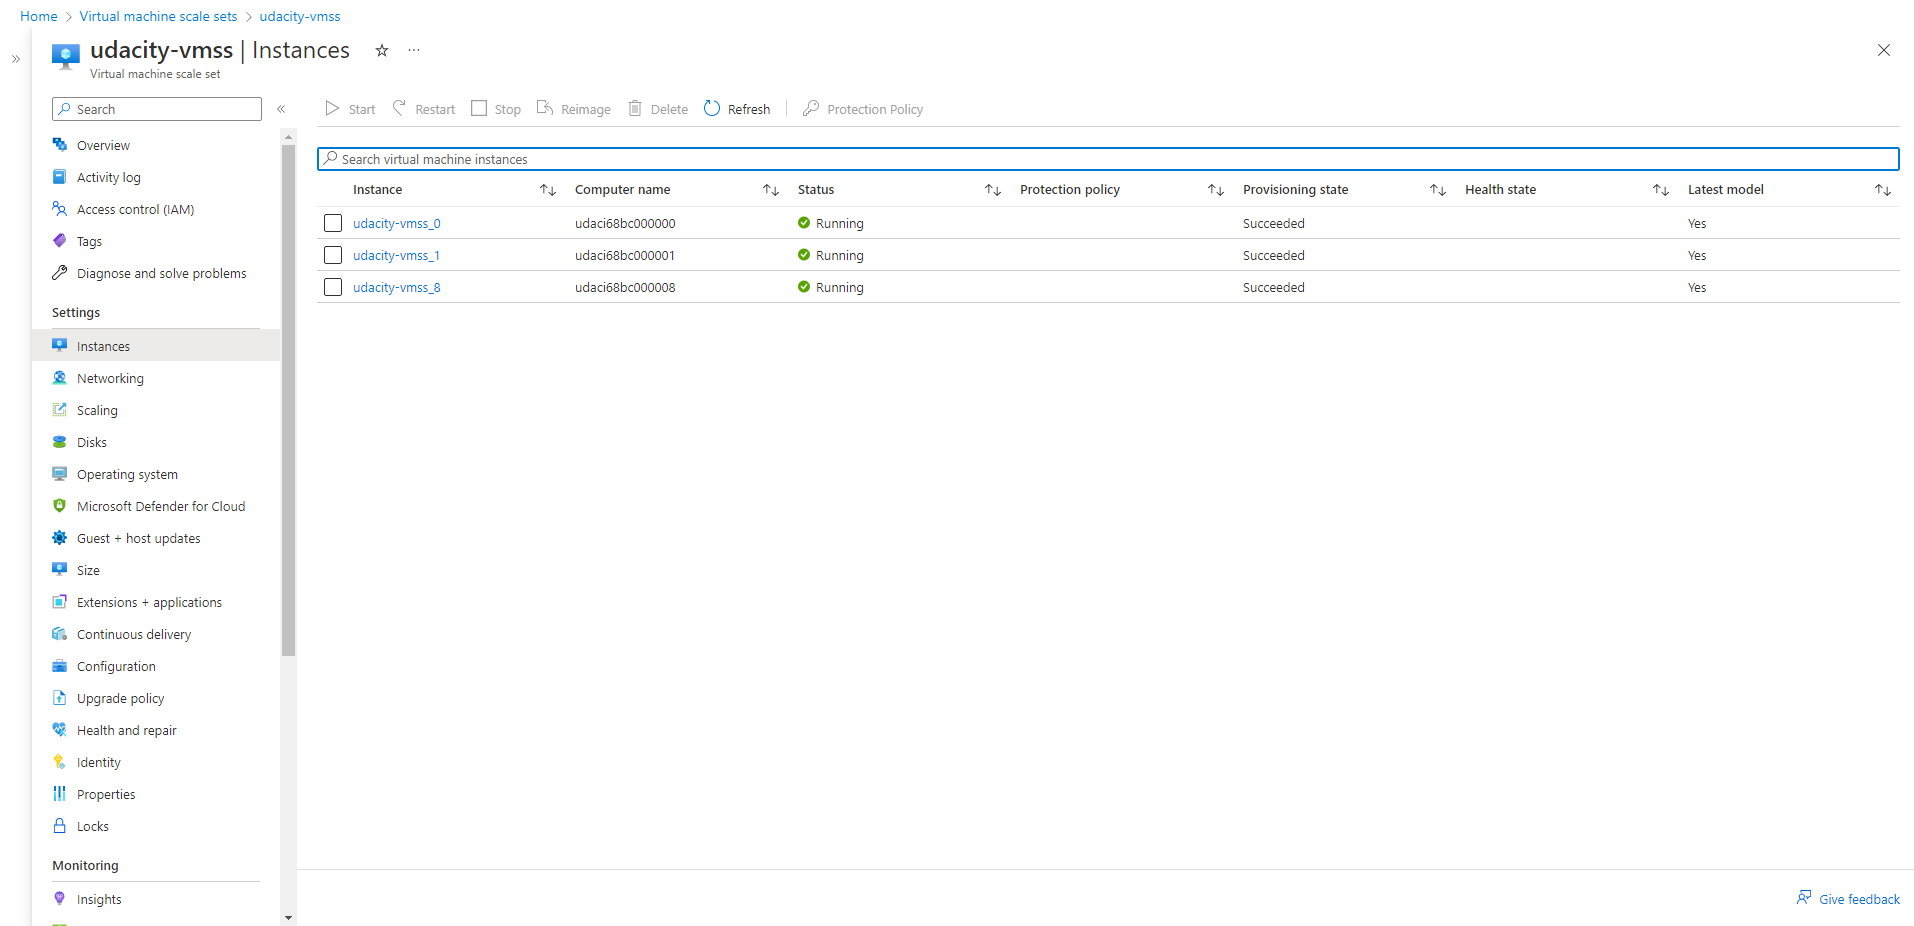 Home > Virtual machine scale sets > udacity-vmss
udacity-vmss | Instances
Virtual machine scale set
Search
Start Restart Stop Reimage Delete Refresh Protection Policy
Search virtual machine instances
Overview
Activity log
Access control (IAM)
Tags
Diagnose and solve problems
Settings
Instances
Networking
Scaling
Disks
Operating system
Microsoft Defender for Cloud
Guest + host updates
Size
Extensions + applications
Continuous delivery
Configuration
Upgrade policy
Health and repair
Identity
Properties
Locks
Monitoring
Insights
Instance Computer name Status Protection policy Provisioning state Health state Latest model
udacity-vmss_0 udaci68bc000000 Running Succeeded Yes
udacity-vmss_1 udaci68bc000001 Running Succeeded Yes
udacity-vmss_8 udaci68bc000008 Running Succeeded Yes
Give feedback